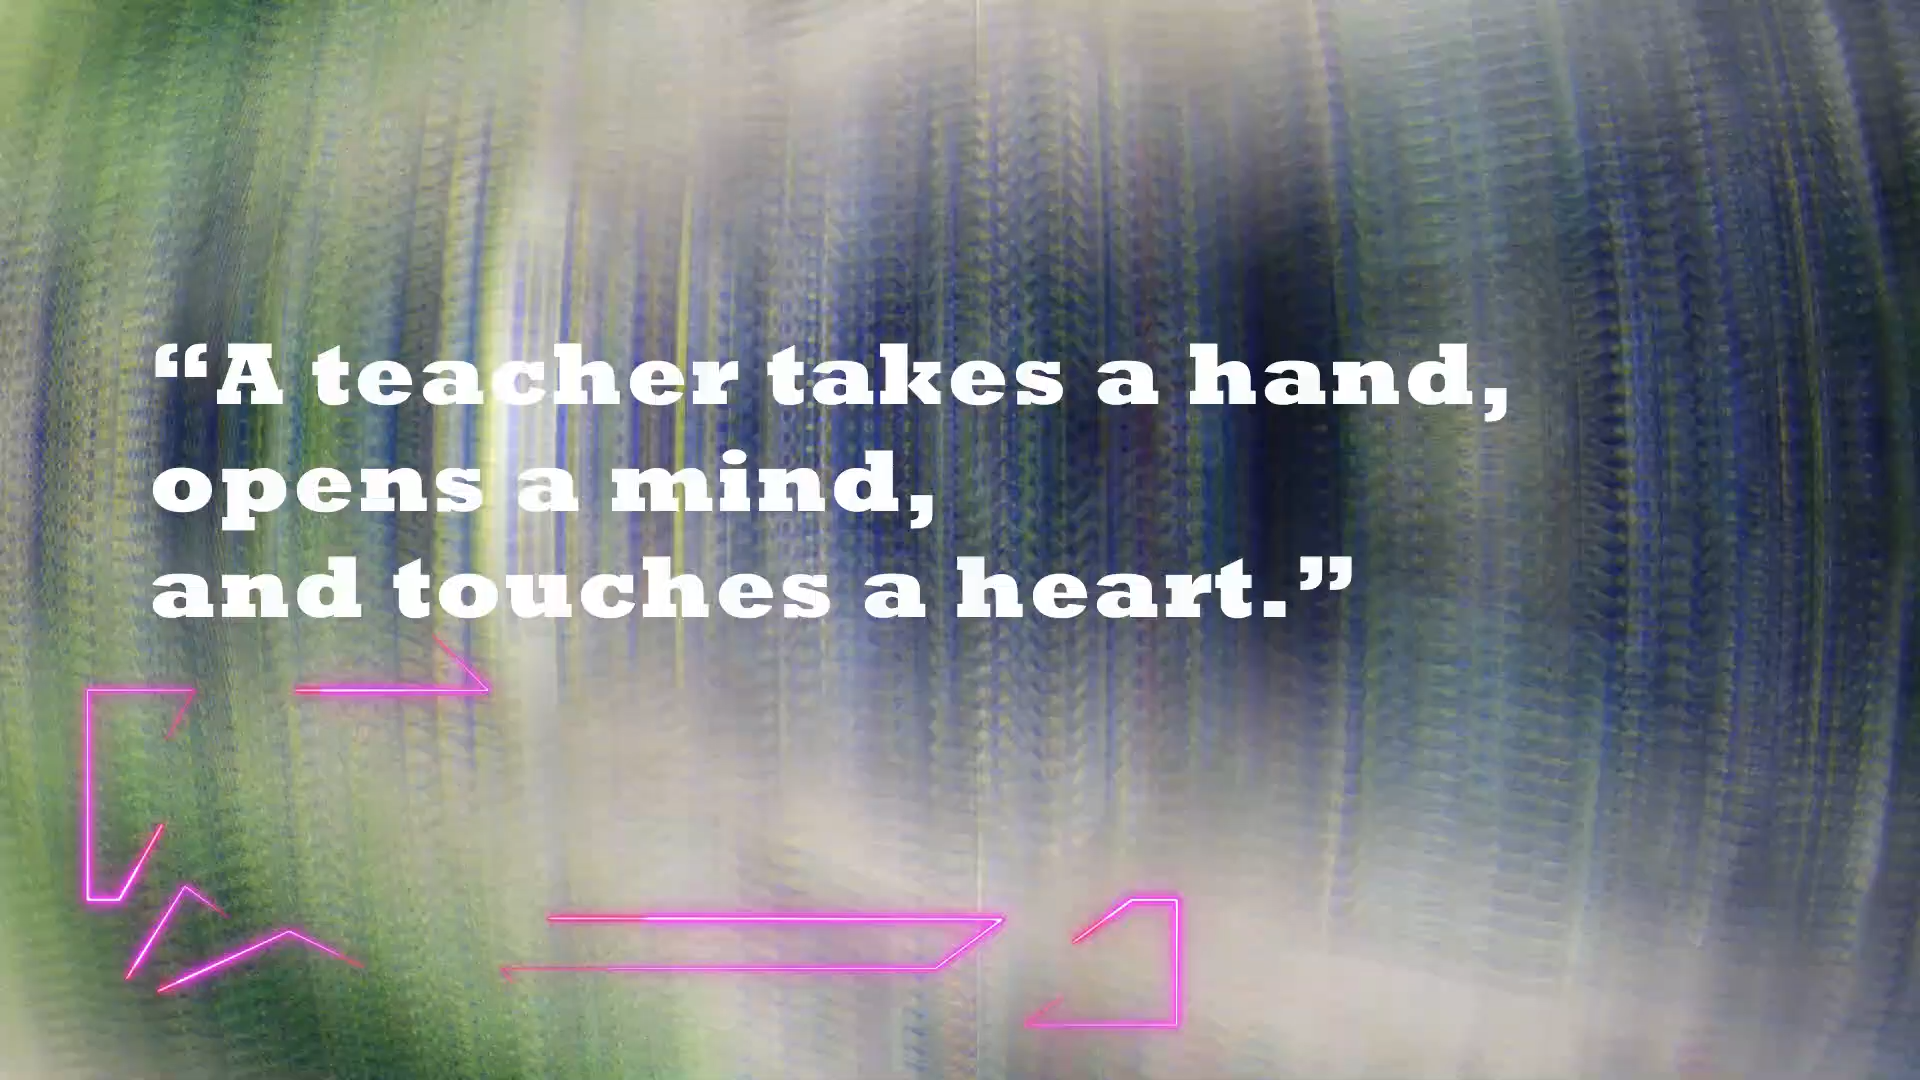 “A teacher takes a hand,
opens a mind,
and touches a heart.”